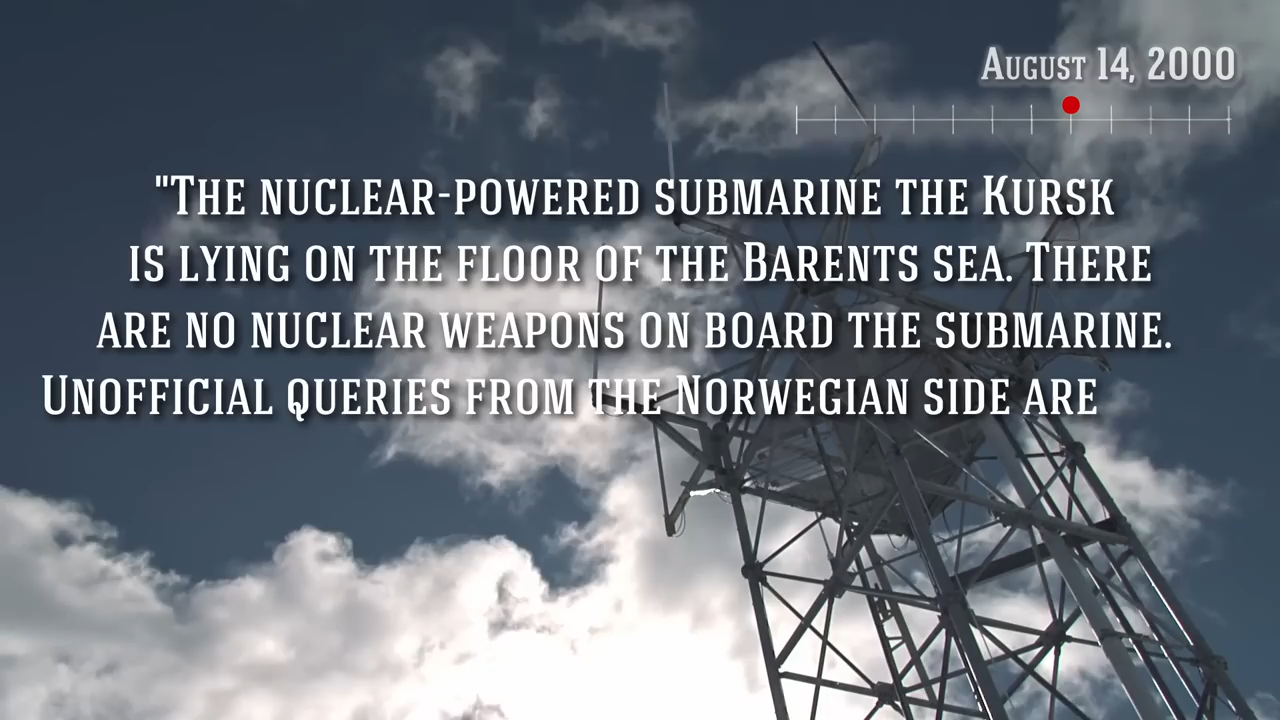 August 14, 2000
"The nuclear-powered submarine the Kursk
is lying on the floor of the Barents sea. There
are no nuclear weapons on board the submarine.
Unofficial queries from the Norwegian side are